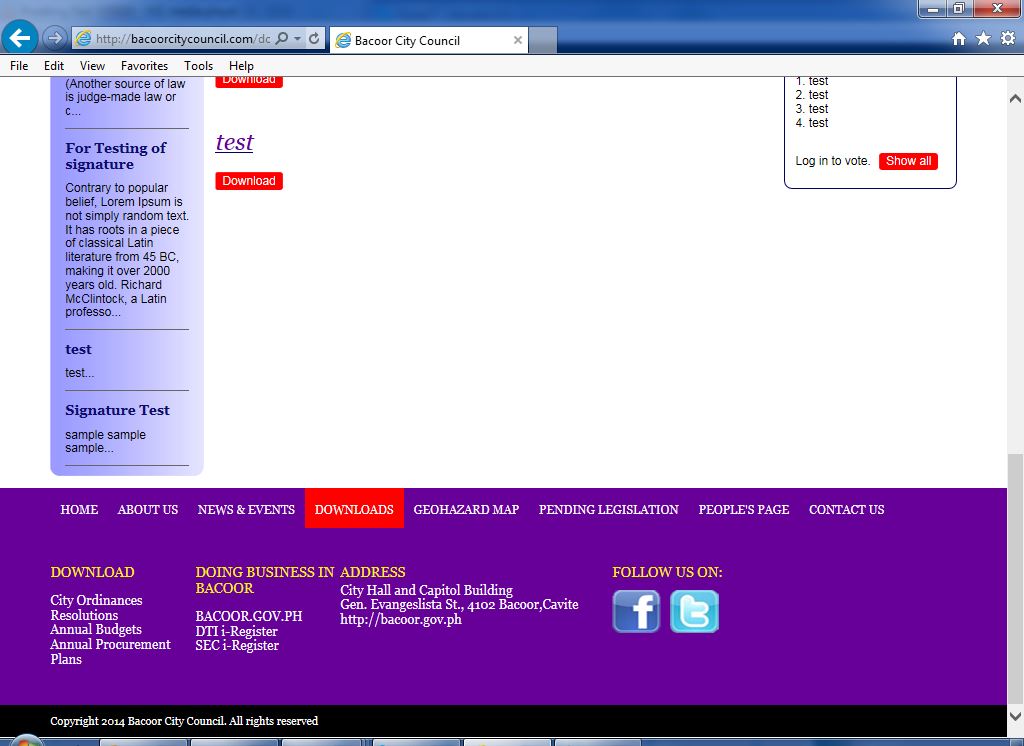 http://bacoorcitycouncil.com/dc
Bacoor City Council
File Edit View Favorites Tools Help
(Another source of law
is judge-made law or
c...
For Testing of
signature
Contrary to popular
belief, Lorem Ipsum is
not simply random text.
It has roots in a piece
of classical Latin
literature from 45 BC,
making it over 2000
years old. Richard
McClintock, a Latin
professo...
test
test...
Signature Test
sample sample
sample...
Download
test
Download
1. test
2. test
3. test
4. test
Log in to vote. Show all
HOME ABOUT US NEWS & EVENTS DOWNLOADS GEOHAZARD MAP PENDING LEGISLATION PEOPLE'S PAGE CONTACT US
DOWNLOAD
City Ordinances
Resolutions
Annual Budgets
Annual Procurement
Plans
DOING BUSINESS IN
BACOOR
BACOOR.GOV.PH
DTI i-Register
SEC i-Register
ADDRESS
City Hall and Capitol Building
Gen. Evangeslista St., 4102 Bacoor,Cavite
http://bacoor.gov.ph
FOLLOW US ON:
Copyright 2014 Bacoor City Council. All rights reserved